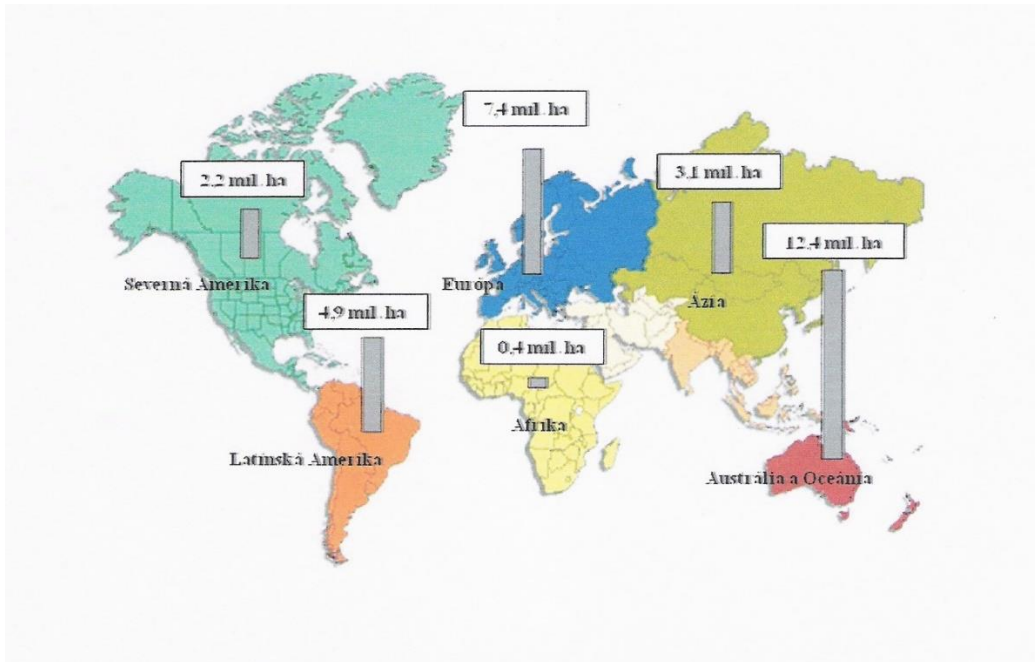 7,4 mil. ha
2,2 mil. ha
3,1 mil. ha
12,4 mil. ha
Severná Amerika
Európa
Ázia
4,9 mil. ha
0,4 mil. ha
Afrika
Latinská Amerika
Austrália a Oceánia